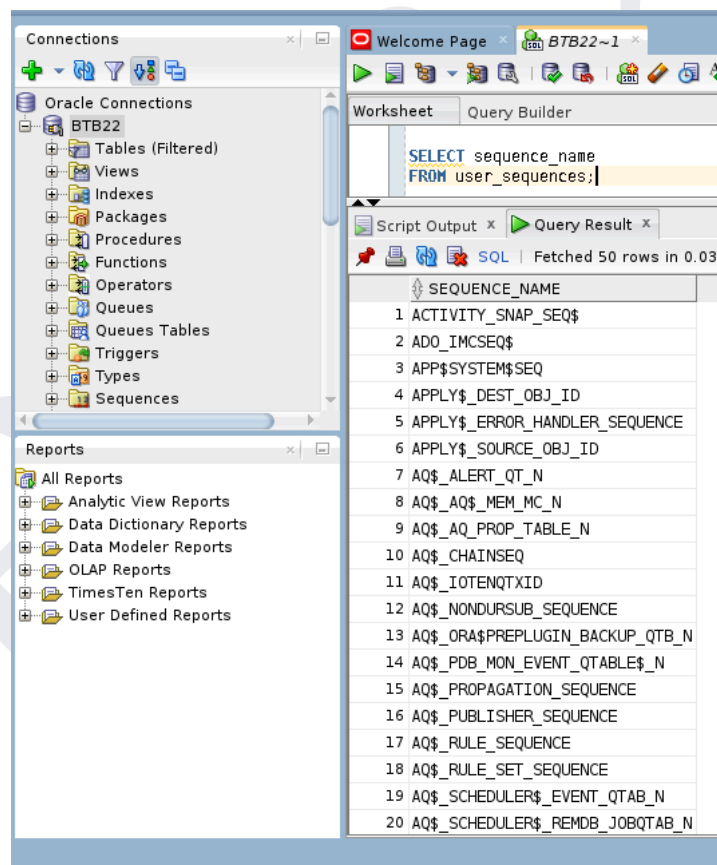 Connections
Oracle Connections
BTB22
Tables (Filtered)
Views
Indexes
Packages
Procedures
Functions
Operators
Queues
Queues Tables
Triggers
Types
Sequences
Reports
All Reports
Analytic View Reports
Data Dictionary Reports
Data Modeler Reports
OLAP Reports
TimesTen Reports
User Defined Reports
Welcome Page
BTB22~1
Worksheet Query Builder
SELECT sequence_name
FROM user_sequences;
Script Output x Query Result x
SQL | Fetched 50 rows in 0.03
SEQUENCE_NAME
1 ACTIVITY_SNAP_SEQ$
2 ADO_IMCSEQ$
3 APP$SYSTEM$SEQ
4 APPLY$_DEST_OBJ_ID
5 APPLY$_ERROR_HANDLER_SEQUENCE
6 APPLY$_SOURCE_OBJ_ID
7 AQ$_ALERT_QT_N
8 AQ$_AQ$_MEM_MC_N
9 AQ$_AQ_PROP_TABLE_N
10 AQ$_CHAINSEQ
11 AQ$_IOTENQTXID
12 AQ$_NONDURSUB_SEQUENCE
13 AQ$_ORA$PREPLUGIN_BACKUP_QTB_N
14 AQ$_PDB_MON_EVENT_QTABLE$_N
15 AQ$_PROPAGATION_SEQUENCE
16 AQ$_PUBLISHER_SEQUENCE
17 AQ$_RULE_SEQUENCE
18 AQ$_RULE_SET_SEQUENCE
19 AQ$_SCHEDULER$_EVENT_QTAB_N
20 AQ$_SCHEDULER$_REMDB_JOBQTAB_N